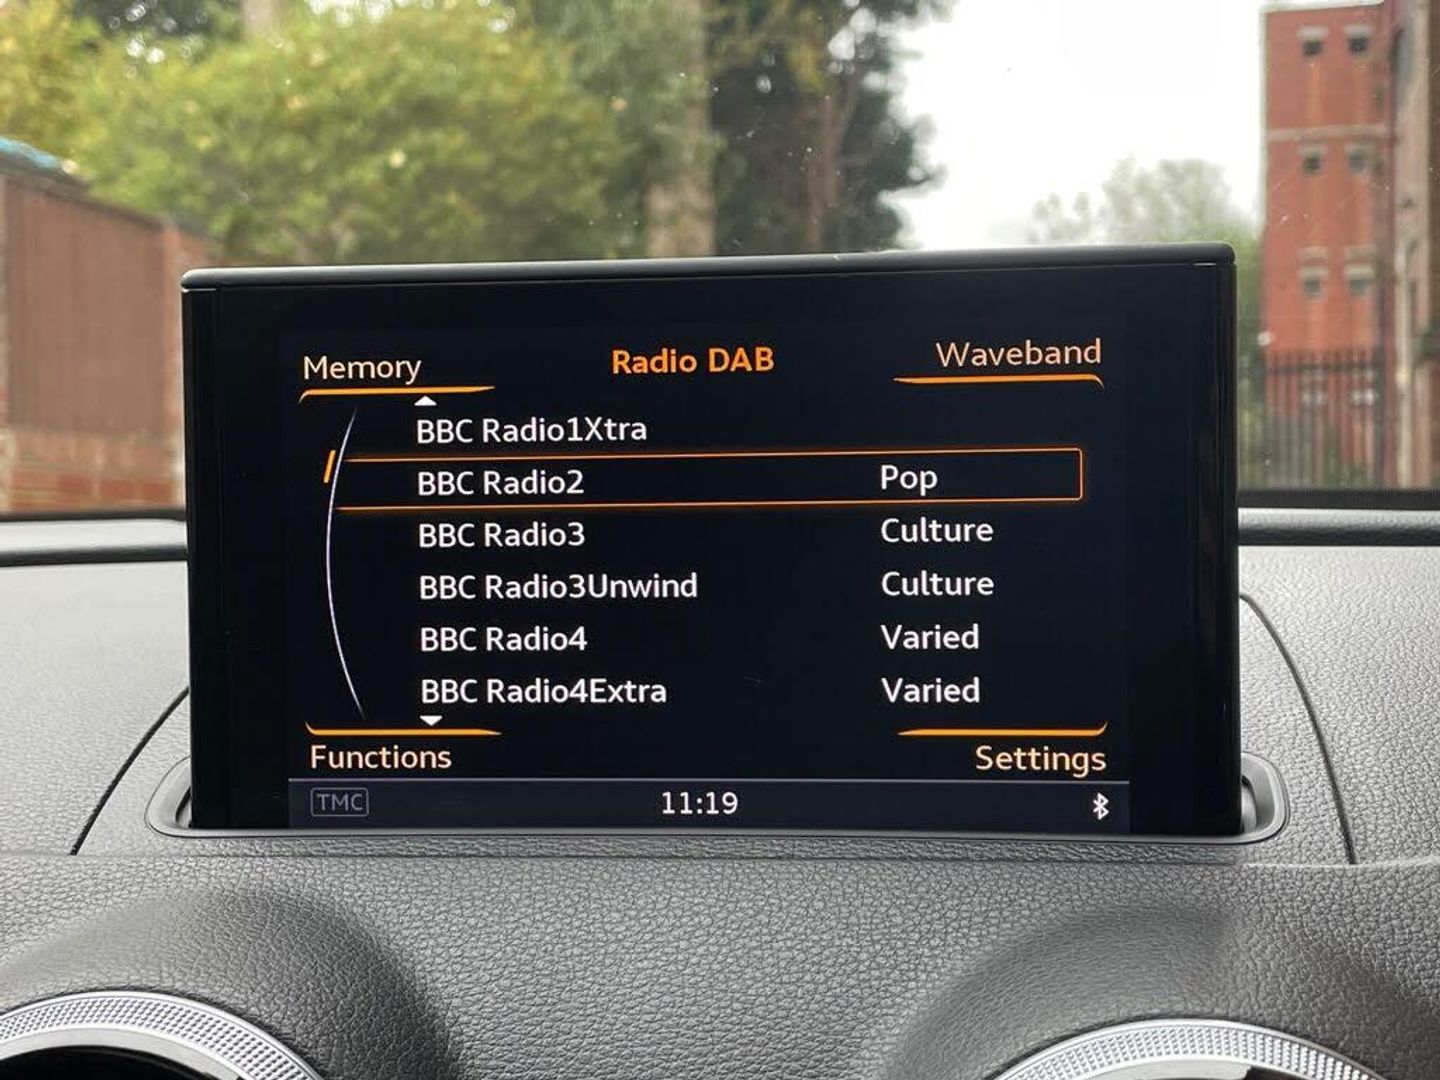 Memory Radio DAB Waveband
BBC Radio1Xtra
BBC Radio2 Pop
BBC Radio3 Culture
BBC Radio3Unwind Culture
BBC Radio4 Varied
BBC Radio4Extra Varied
Functions Settings
TMC 11:19